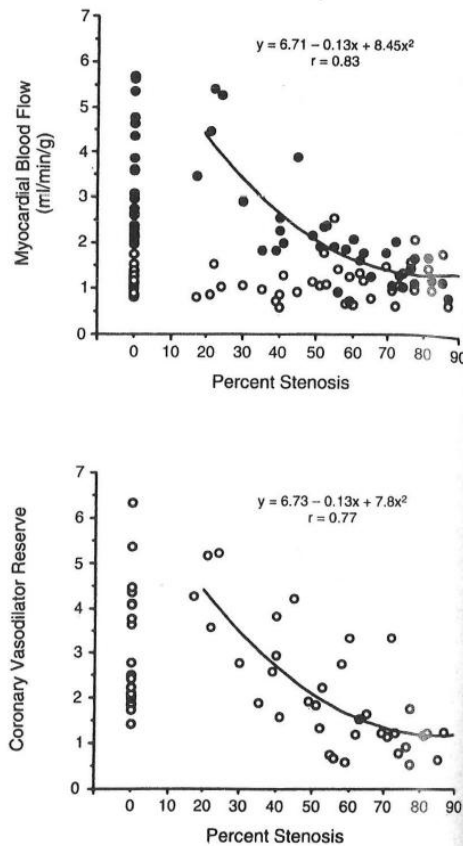 7
y = 6.71 – 0.13x + 8.45x²
r = 0.83
6
5
4
3
2
1
0
Myocardial Blood Flow
(ml/min/g)
0 10 20 30 40 50 60 70 80 90
Percent Stenosis
7
y = 6.73 – 0.13x + 7.8x²
r = 0.77
6
5
4
3
2
1
0
Coronary Vasodilator Reserve
0 10 20 30 40 50 60 70 80 90
Percent Stenosis